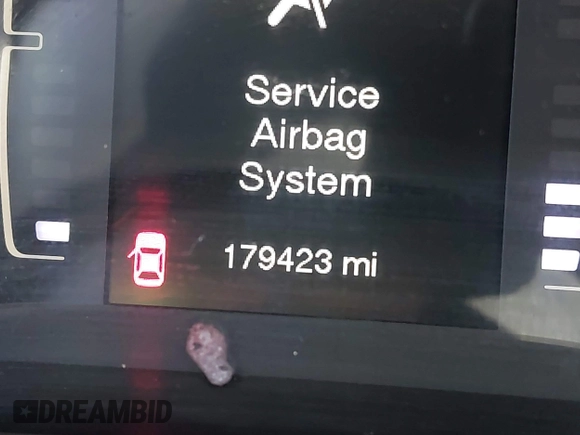 Service
Airbag
System
179423 mi
DREAMBID